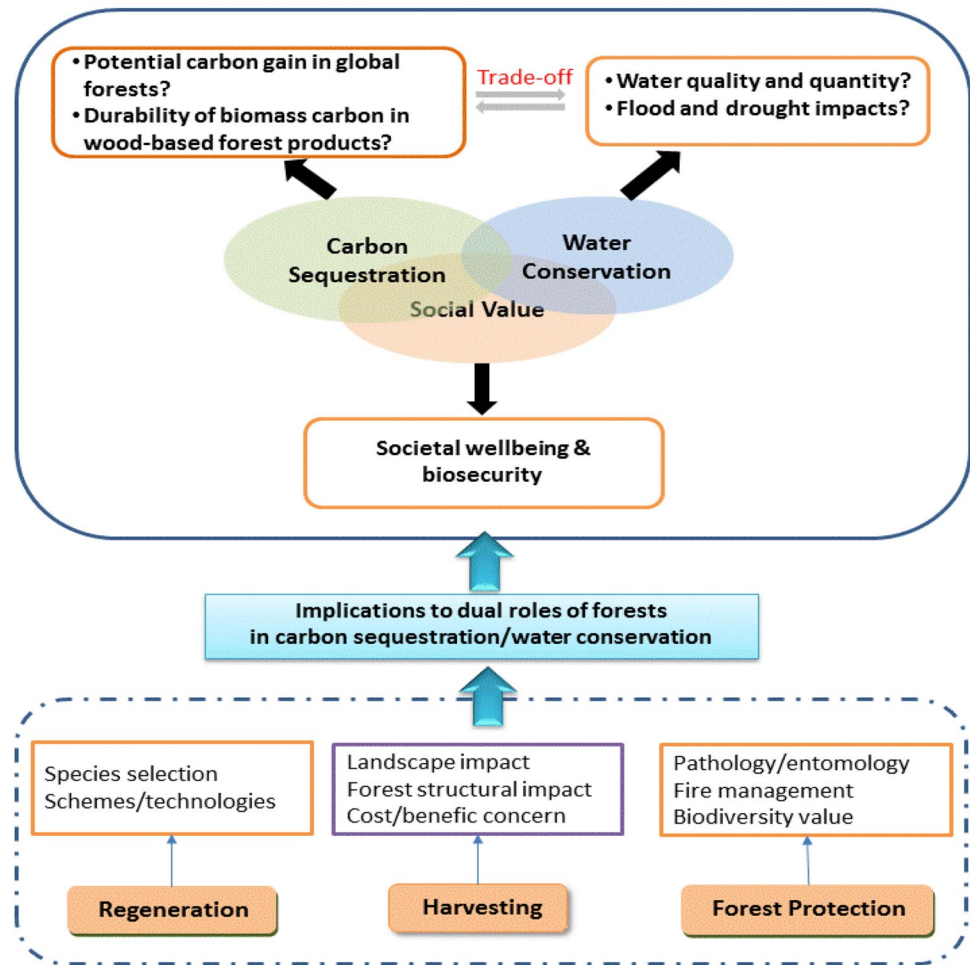 • Potential carbon gain in global
forests?
• Durability of biomass carbon in
wood-based forest products?
Trade-off
• Water quality and quantity?
• Flood and drought impacts?
Carbon
Sequestration
Water
Conservation
Social Value
Societal wellbeing &
biosecurity
Implications to dual roles of forests
in carbon sequestration/water conservation
Species selection
Schemes/technologies
Landscape impact
Forest structural impact
Cost/benefic concern
Pathology/entomology
Fire management
Biodiversity value
Regeneration
Harvesting
Forest Protection